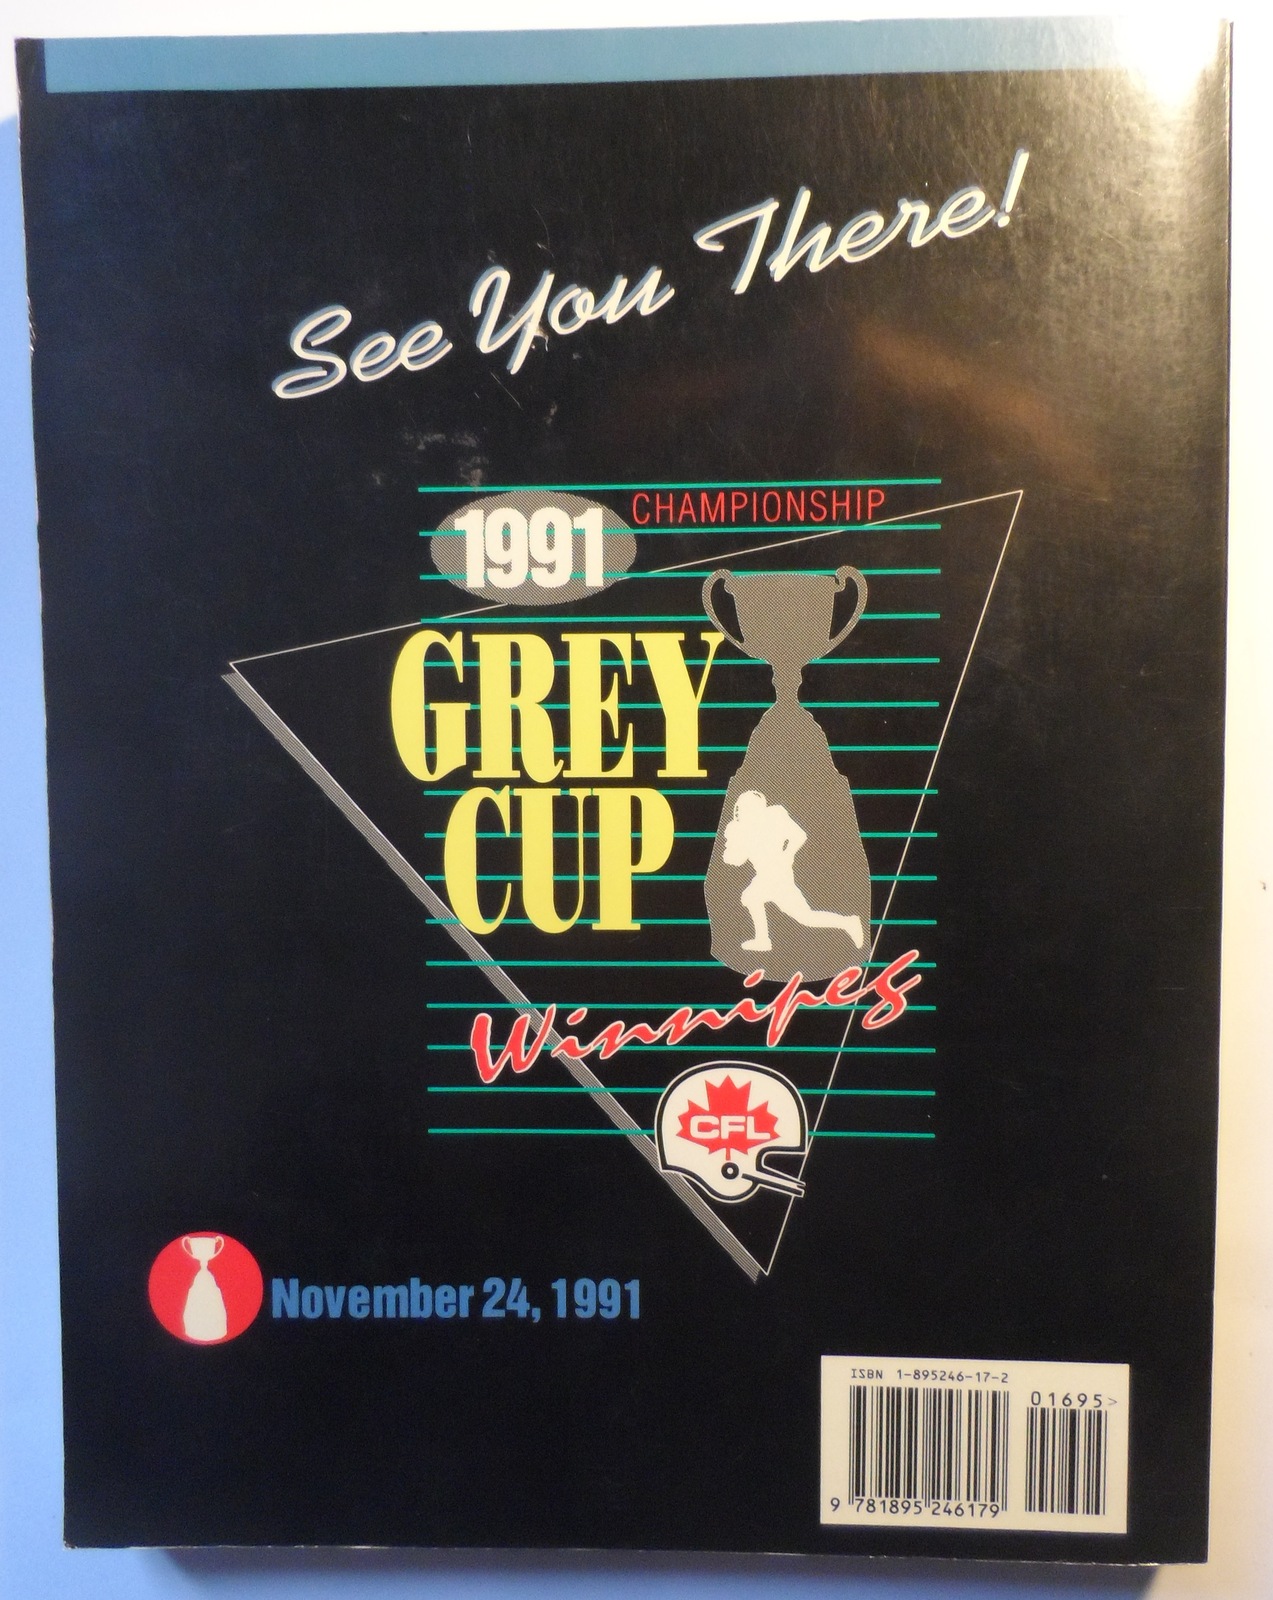 See You There!
1991 CHAMPIONSHIP
GREY
CUP
Winnipeg
CFL
November 24, 1991
ISBN 1-895246-17-2
01695>
9 781895 246179